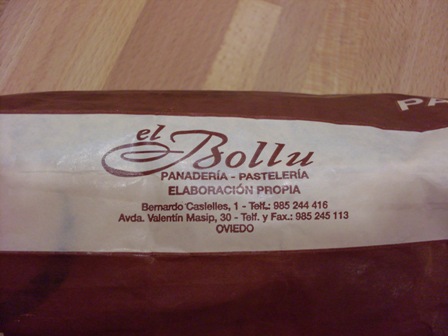 PA
el Bollu
PANADERÍA - PASTELERÍA
ELABORACIÓN PROPIA
Bernardo Casielles, 1 - Telf.: 985 244 416
Avda. Valentín Masip, 30 - Telf. y Fax.: 985 245 113
OVIEDO